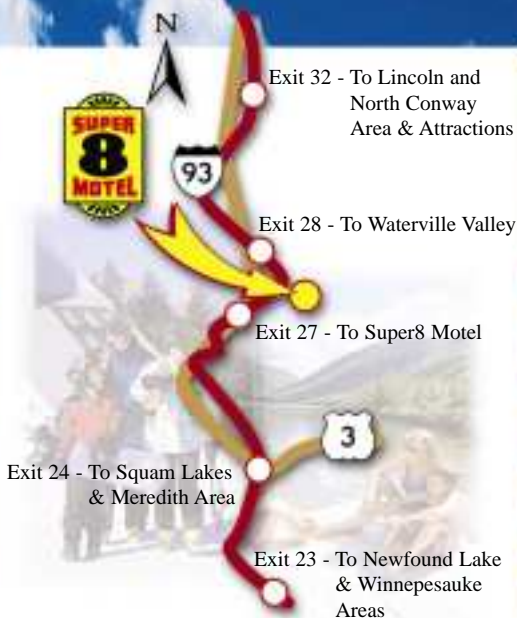 N
Exit 32 - To Lincoln and
North Conway
Area & Attractions
SUPER
8
MOTEL
93
Exit 28 - To Waterville Valley
Exit 27 - To Super8 Motel
3
Exit 24 - To Squam Lakes
& Meredith Area
Exit 23 - To Newfound Lake
& Winnepesauke
Areas